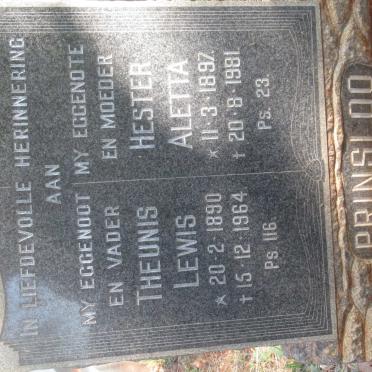 IN LIEFDEVOLLE HERINNERING
AAN
MY EGGENOOT
EN VADER
THEUNIS
LEWIS
★ 20·2·1890
† 15·12·1964
Ps. 116.
MY EGGENOTE
EN MOEDER
HESTER
ALETTA
★ 11·3·1897
† 20·8·1981
Ps. 23.
PRINSLOO